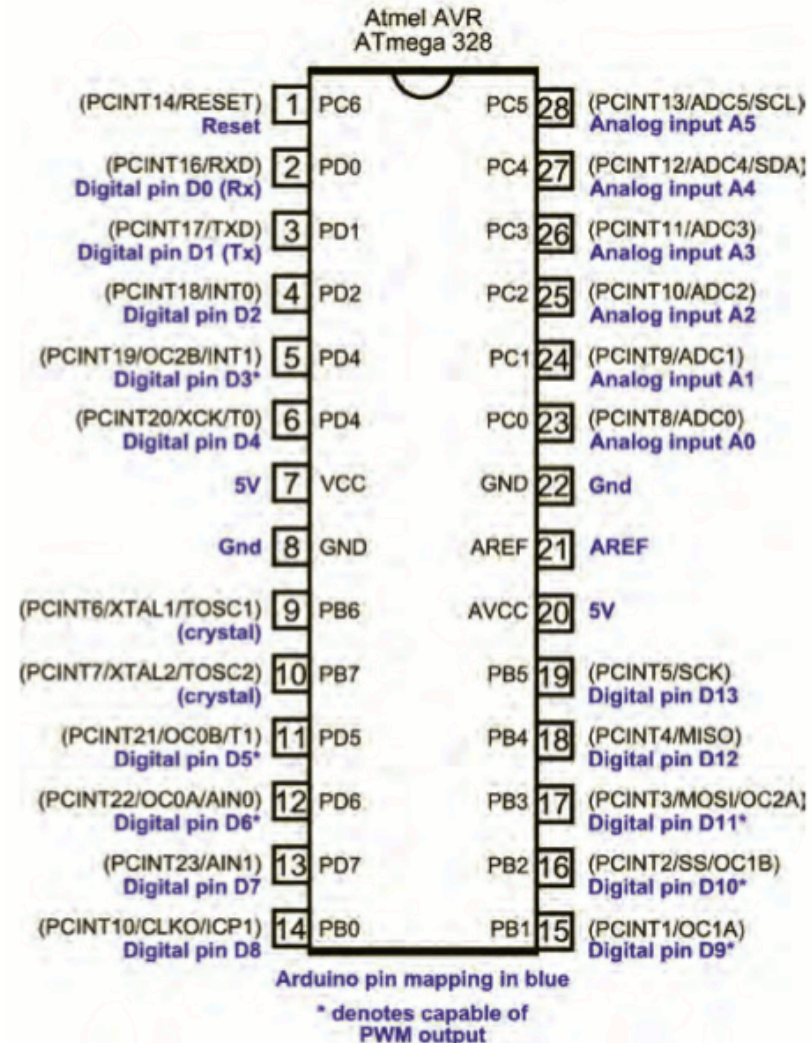 Atmel AVR
ATmega 328
(PCINT14/RESET) 1 PC6 PC5 28 (PCINT13/ADC5/SCL)
Reset Analog input A5
(PCINT16/RXD) 2 PD0 PC4 27 (PCINT12/ADC4/SDA)
Digital pin D0 (Rx) Analog input A4
(PCINT17/TXD) 3 PD1 PC3 26 (PCINT11/ADC3)
Digital pin D1 (Tx) Analog input A3
(PCINT18/INT0) 4 PD2 PC2 25 (PCINT10/ADC2)
Digital pin D2 Analog input A2
(PCINT19/OC2B/INT1) 5 PD4 PC1 24 (PCINT9/ADC1)
Digital pin D3* Analog input A1
(PCINT20/XCK/T0) 6 PD4 PC0 23 (PCINT8/ADC0)
Digital pin D4 Analog input A0
5V 7 VCC GND 22 Gnd
Gnd 8 GND AREF 21 AREF
(PCINT6/XTAL1/TOSC1) 9 PB6 AVCC 20 5V
(crystal)
(PCINT7/XTAL2/TOSC2) 10 PB7 PB5 19 (PCINT5/SCK)
(crystal) Digital pin D13
(PCINT21/OC0B/T1) 11 PD5 PB4 18 (PCINT4/MISO)
Digital pin D5* Digital pin D12
(PCINT22/OC0A/AIN0) 12 PD6 PB3 17 (PCINT3/MOSI/OC2A)
Digital pin D6* Digital pin D11*
(PCINT23/AIN1) 13 PD7 PB2 16 (PCINT2/SS/OC1B)
Digital pin D7 Digital pin D10*
(PCINT10/CLKO/ICP1) 14 PB0 PB1 15 (PCINT1/OC1A)
Digital pin D8 Digital pin D9*
Arduino pin mapping in blue
* denotes capable of
PWM output